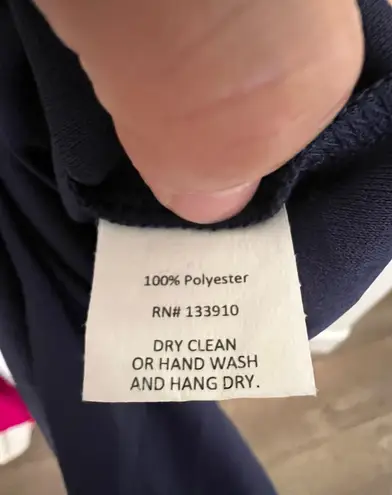 100% Polyester
RN# 133910
DRY CLEAN
OR HAND WASH
AND HANG DRY.